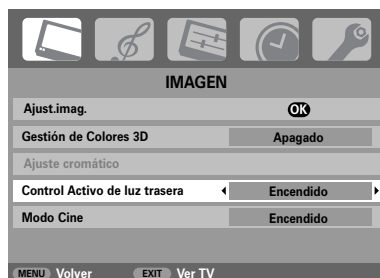 IMAGEN
Ajust.imag. OK
Gestión de Colores 3D Apagado
Ajuste cromático
Control Activo de luz trasera Encendido
Modo Cine Encendido
MENU Volver EXIT Ver TV